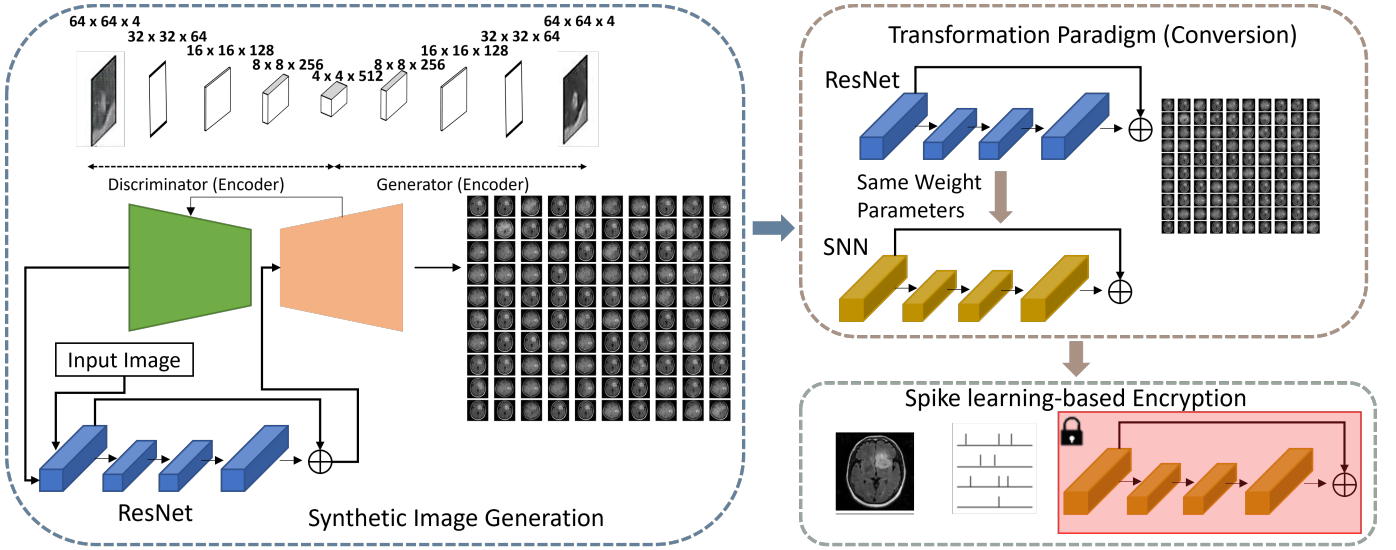 64 x 64 x 4
32 x 32 x 64
16 x 16 x 128
8 x 8 x 256
4 x 4 x 512
8 x 8 x 256
16 x 16 x 128
32 x 32 x 64
64 x 64 x 4
Discriminator (Encoder)
Generator (Encoder)
Input Image
ResNet
Synthetic Image Generation
Transformation Paradigm (Conversion)
ResNet
Same Weight
Parameters
SNN
Spike learning-based Encryption